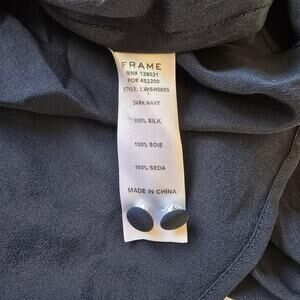 FRAME
RN# 139021
PO# 452200
STYLE: LWSH0655
DARK NAVY
100% SILK
100% SOIE
100% SEDA
MADE IN CHINA